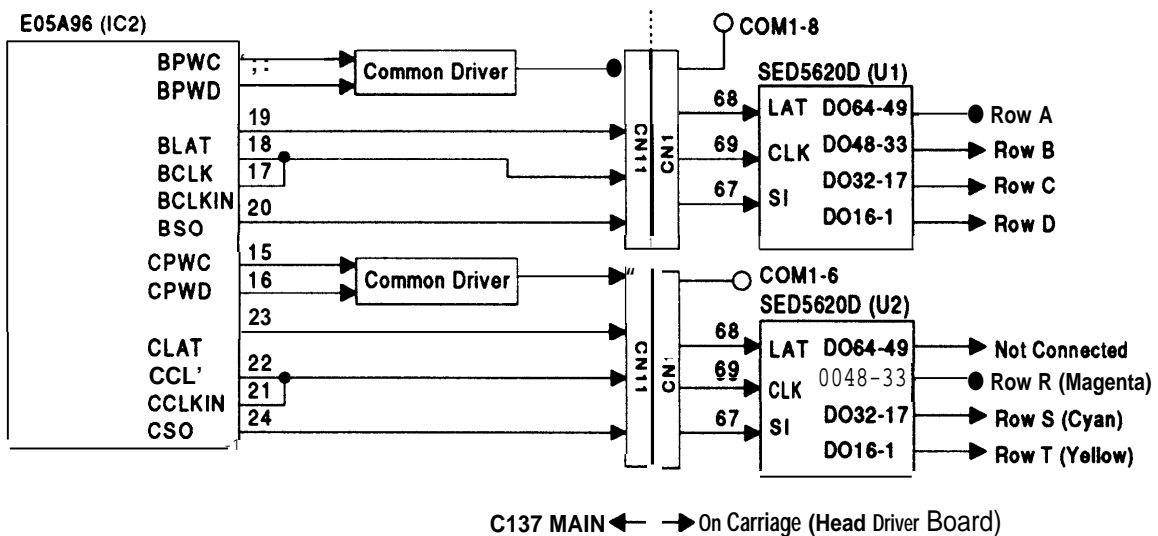 E05A96 (IC2)
COM1-8
SED5620D (U1)
BPWC
BPWD
Common Driver
19
BLAT
18
BCLK
17
BCLKIN
20
BSO
CN11
CN1
68
LAT
DO64-49
Row A
69
CLK
DO48-33
Row B
67
SI
DO32-17
Row C
DO16-1
Row D
15
CPWC
16
CPWD
Common Driver
23
CLAT
22
CCL'
21
CCLKIN
24
CSO
CN11
COM1-6
SED5620D (U2)
68
LAT
DO64-49
Not Connected
69
CLK
0048-33
Row R (Magenta)
67
SI
DO32-17
Row S (Cyan)
DO16-1
Row T (Yellow)
C137 MAIN
On Carriage (Head Driver Board)